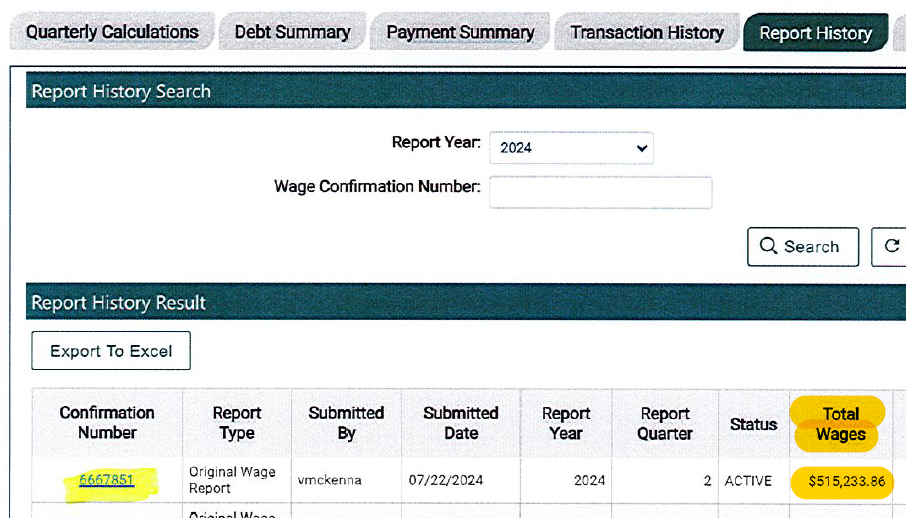 Quarterly Calculations Debt Summary Payment Summary Transaction History Report History
Report History Search
Report Year: 2024
Wage Confirmation Number:
Search
Report History Result
Export To Excel
Confirmation Number Report Type Submitted By Submitted Date Report Year Report Quarter Status Total Wages
6667851 Original Wage Report vmckenna 07/22/2024 2024 2 ACTIVE $515,233.86
Original Wage